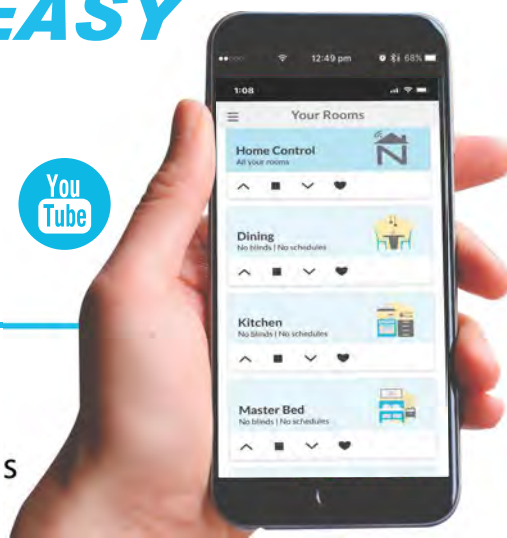 EASY
You
Tube
12:49 pm
68%
1:08
Your Rooms
Home Control
All your rooms
N
Dining
No blinds | No schedules
Kitchen
No blinds | No schedules
Master Bed
No blinds | No schedules
s